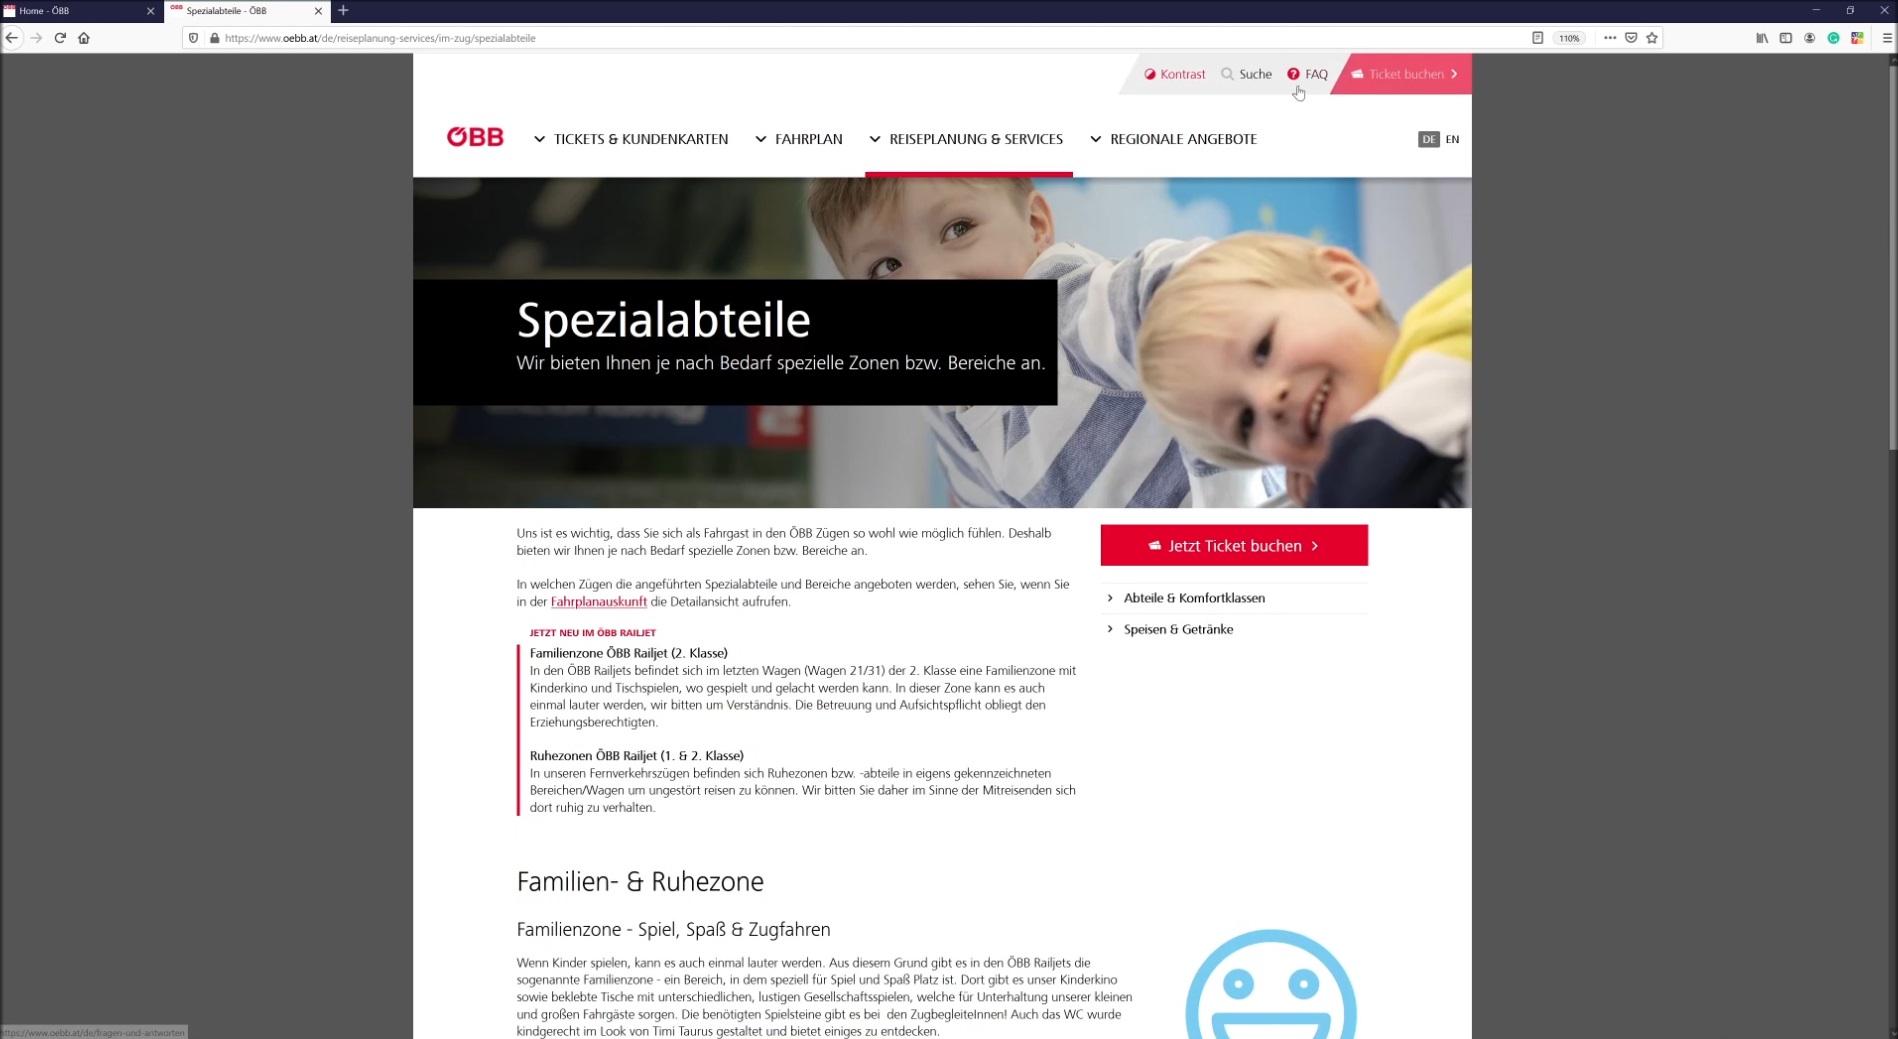 Home - ÖBB
Spezialabteile - ÖBB
https://www.oebb.at/de/reiseplanung-services/im-zug/spezialabteile
110%
Kontrast
Suche
FAQ
Ticket buchen
ÖBB
TICKETS & KUNDENKARTEN
FAHRPLAN
REISEPLANUNG & SERVICES
REGIONALE ANGEBOTE
DE
EN
Spezialabteile
Wir bieten Ihnen je nach Bedarf spezielle Zonen bzw. Bereiche an.
Uns ist es wichtig, dass Sie sich als Fahrgast in den ÖBB Zügen so wohl wie möglich fühlen. Deshalb
bieten wir Ihnen je nach Bedarf spezielle Zonen bzw. Bereiche an.
In welchen Zügen die angeführten Spezialabteile und Bereiche angeboten werden, sehen Sie, wenn Sie
in der Fahrplanauskunft die Detailansicht aufrufen.
JETZT NEU IM ÖBB RAILJET
Familienzone ÖBB Railjet (2. Klasse)
In den ÖBB Railjets befindet sich im letzten Wagen (Wagen 21/31) der 2. Klasse eine Familienzone mit
Kinderkino und Tischspielen, wo gespielt und gelacht werden kann. In dieser Zone kann es auch
einmal lauter werden, wir bitten um Verständnis. Die Betreuung und Aufsichtspflicht obliegt den
Erziehungsberechtigten.
Ruhezonen ÖBB Railjet (1. & 2. Klasse)
In unseren Fernverkehrszügen befinden sich Ruhezonen bzw. -abteile in eigens gekennzeichneten
Bereichen/Wagen um ungestört reisen zu können. Wir bitten Sie daher im Sinne der Mitreisenden sich
dort ruhig zu verhalten.
Jetzt Ticket buchen
Abteile & Komfortklassen
Speisen & Getränke
Familien- & Ruhezone
Familienzone - Spiel, Spaß & Zugfahren
Wenn Kinder spielen, kann es auch einmal lauter werden. Aus diesem Grund gibt es in den ÖBB Railjets die
sogenannte Familienzone - ein Bereich, in dem speziell für Spiel und Spaß Platz ist. Dort gibt es unser Kinderkino
sowie beklebte Tische mit unterschiedlichen, lustigen Gesellschaftsspielen, welche für Unterhaltung unserer kleinen
und großen Fahrgäste sorgen. Die benötigten Spielsteine gibt es bei den ZugbegleiterInnen! Auch das WC wurde
kindgerecht im Look von Timi Taurus gestaltet und bietet einiges zu entdecken.
https://www.oebb.at/de/fragen-und-antworten